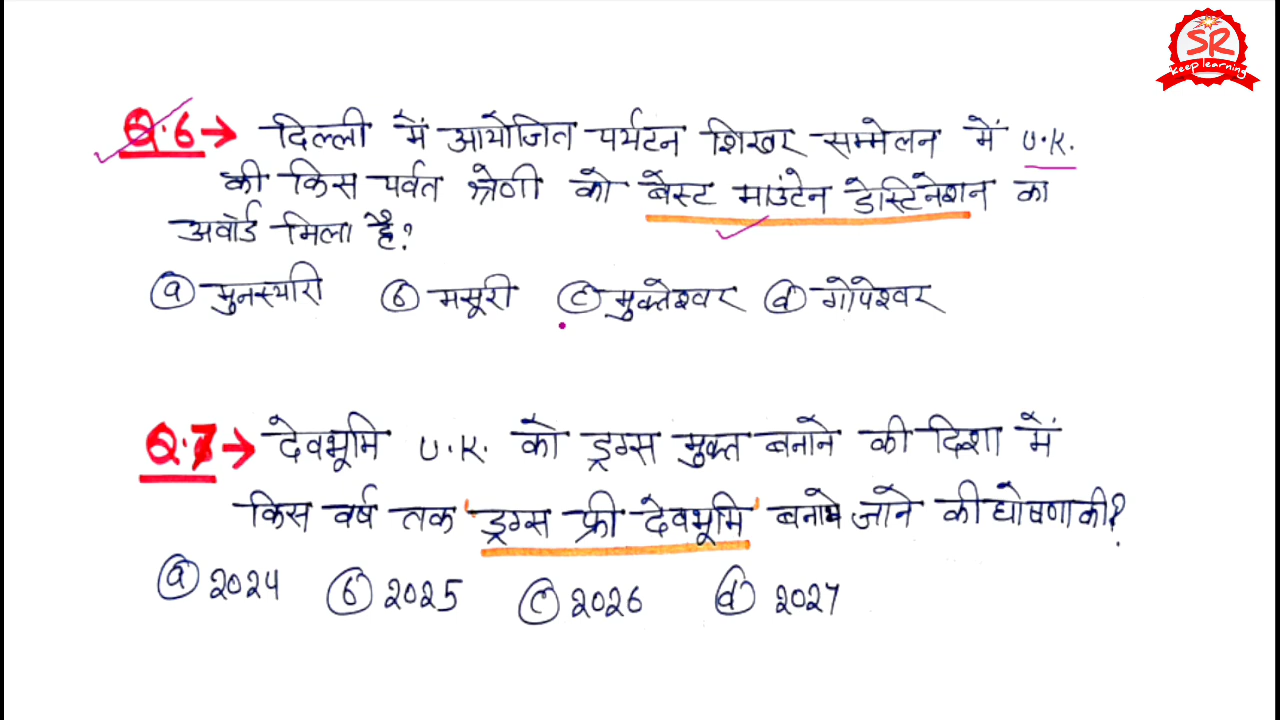 SR
keep learning
Q.6→ दिल्ली में आयोजित पर्यटन शिखर सम्मेलन में U.K.
की किस पर्वत श्रेणी को बेस्ट माउंटेन डेस्टिनेशन का
अवॉर्ड मिला है?
(a) मुनस्यारी (b) मसूरी (c) मुक्तेश्वर (d) गोपेश्वर
Q.7→ देवभूमि U.K. को ड्रग्स मुक्त बनाने की दिशा में
किस वर्ष तक 'ड्रग्स फ्री देवभूमि' बनाये जाने की घोषणा की?
(a) 2024 (b) 2025 (c) 2026 (d) 2027